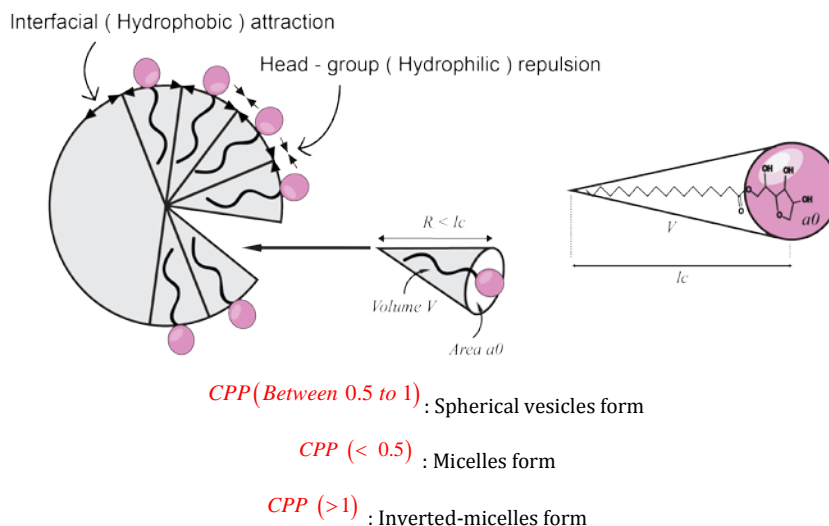 Interfacial ( Hydrophobic ) attraction
Head - group ( Hydrophilic ) repulsion
R < lc
Volume V
Area a0
OH
OH
OH
O
O
O
a0
V
lc
CPP(Between 0.5 to 1) : Spherical vesicles form
CPP (< 0.5) : Micelles form
CPP (>1) : Inverted-micelles form